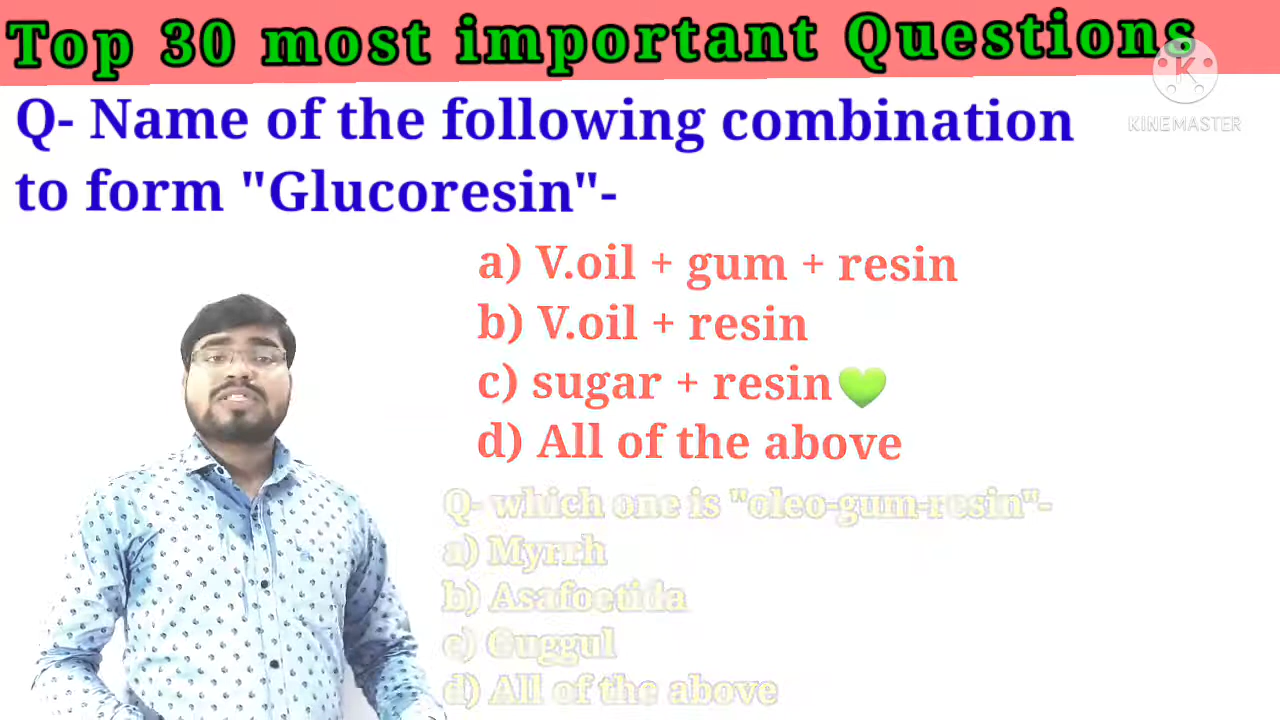 Top 30 most important Questions
K
KINEMASTER
Q- Name of the following combination
to form "Glucoresin"-
a) V.oil + gum + resin
b) V.oil + resin
c) sugar + resin
d) All of the above
Q- which one is "oleo-gum-resin"-
a) Myrrh
b) Asafoetida
c) Guggul
d) All of the above